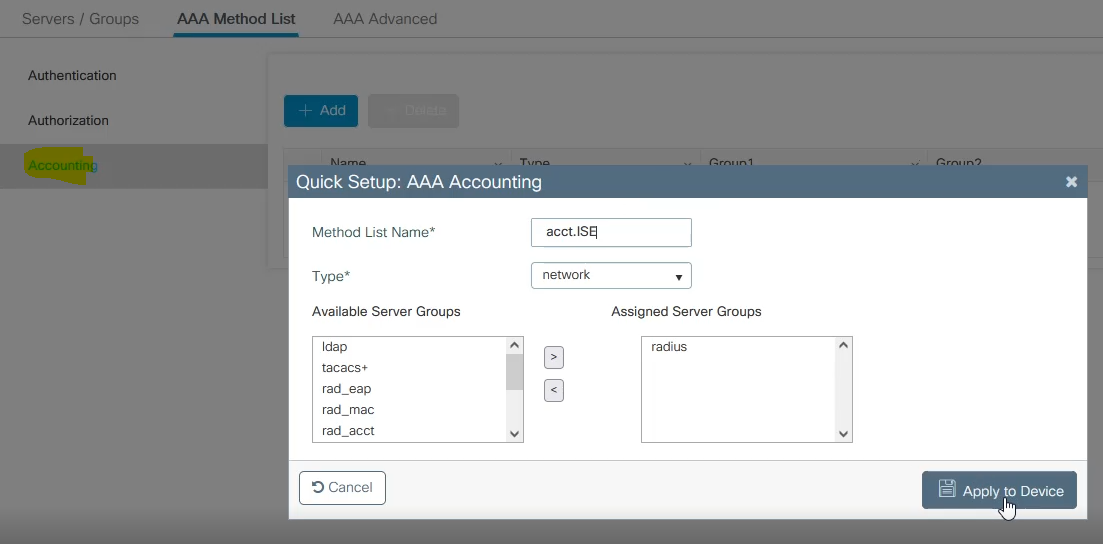 Servers / Groups AAA Method List AAA Advanced
Authentication
Authorization
Accounting
+ Add Delete
Name Type Group1 Group2
Quick Setup: AAA Accounting
Method List Name* acct.ISE
Type* network
Available Server Groups Assigned Server Groups
ldap radius
tacacs+
rad_eap
rad_mac
rad_acct
> 
<
Cancel Apply to Device